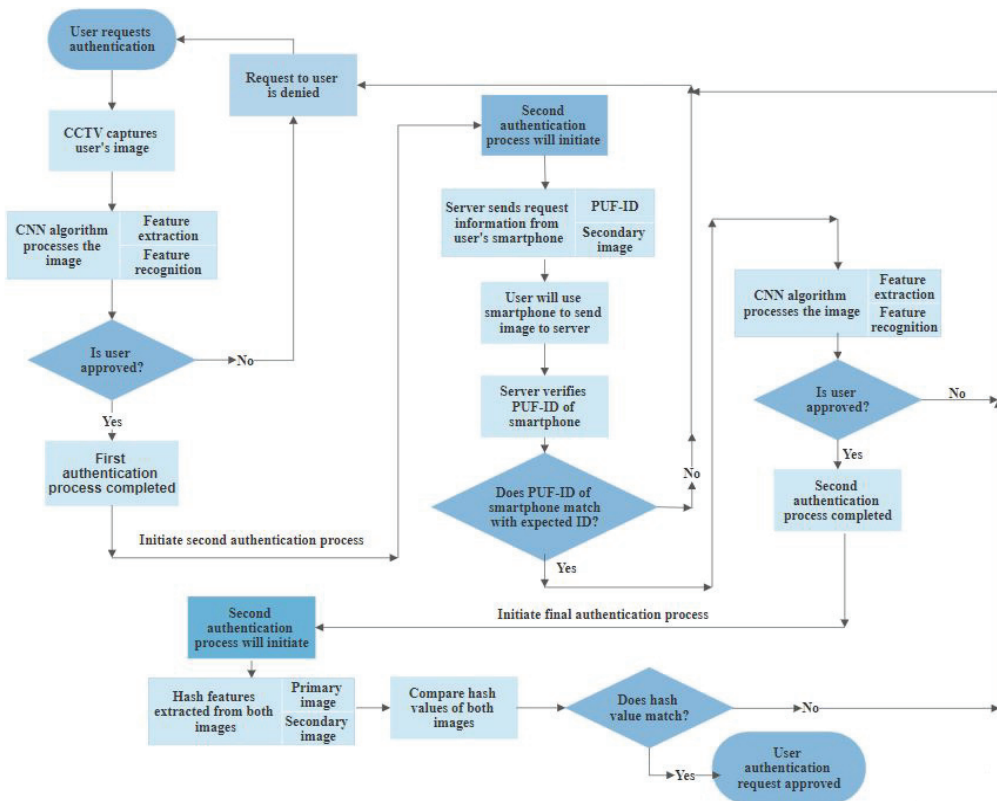 User requests
authentication
Request to user
is denied
CCTV captures
user's image
CNN algorithm
processes the
image
Feature
extraction
Feature
recognition
Is user
approved?
No
Yes
First
authentication
process completed
Initiate second authentication process
Second
authentication
process will initiate
Server sends request
information from
user's smartphone
PUF-ID
Secondary
image
User will use
smartphone to send
image to server
Server verifies
PUF-ID of
smartphone
Does PUF-ID of
smartphone match
with expected ID?
No
Yes
CNN algorithm
processes the image
Feature
extraction
Feature
recognition
Is user
approved?
No
Yes
Second
authentication
process completed
Initiate final authentication process
Second
authentication
process will initiate
Hash features
extracted from both
images
Primary
image
Secondary
image
Compare hash
values of both
images
Does hash
value match?
No
Yes
User
authentication
request approved